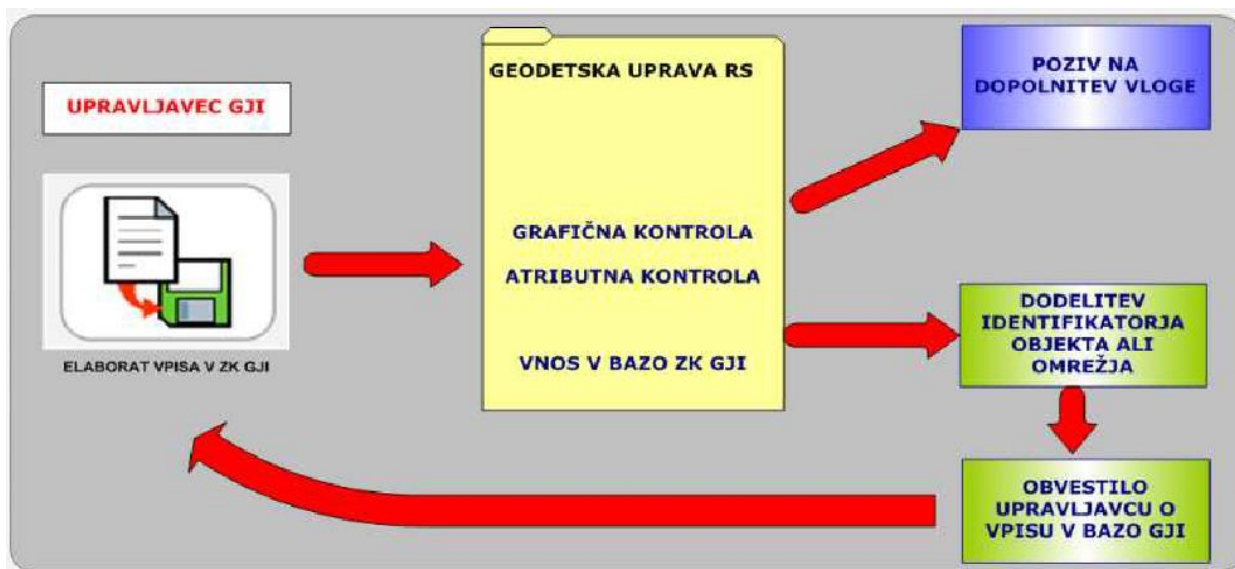 UPRAVLJAVEC GJI
ELABORAT VPISA V ZK GJI
GEODETSKA UPRAVA RS
GRAFIČNA KONTROLA
ATRIBUTNA KONTROLA
VNOS V BAZO ZK GJI
POZIV NA
DOPOLNITEV VLOGE
DODELITEV
IDENTIFIKATORJA
OBJEKTA ALI
OMREŽJA
OBVESTILO
UPRAVLJAVCU O
VPISU V BAZO GJI